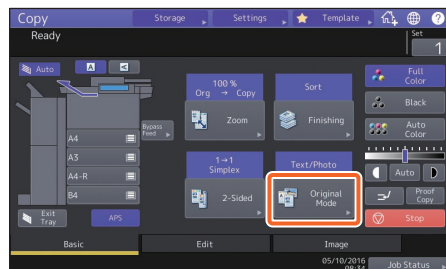 Copy
Storage
Settings
Template
Ready
Set
1
Auto
A
A4
A3
A4-R
B4
Bypass
Feed
Exit
Tray
APS
100 %
Org → Copy
Zoom
Sort
Finishing
1→1
Simplex
2-Sided
Text/Photo
Original
Mode
Full
Color
Black
Auto
Color
Auto
Proof
Copy
Stop
Basic
Edit
Image
05/10/2016
08:34
Job Status